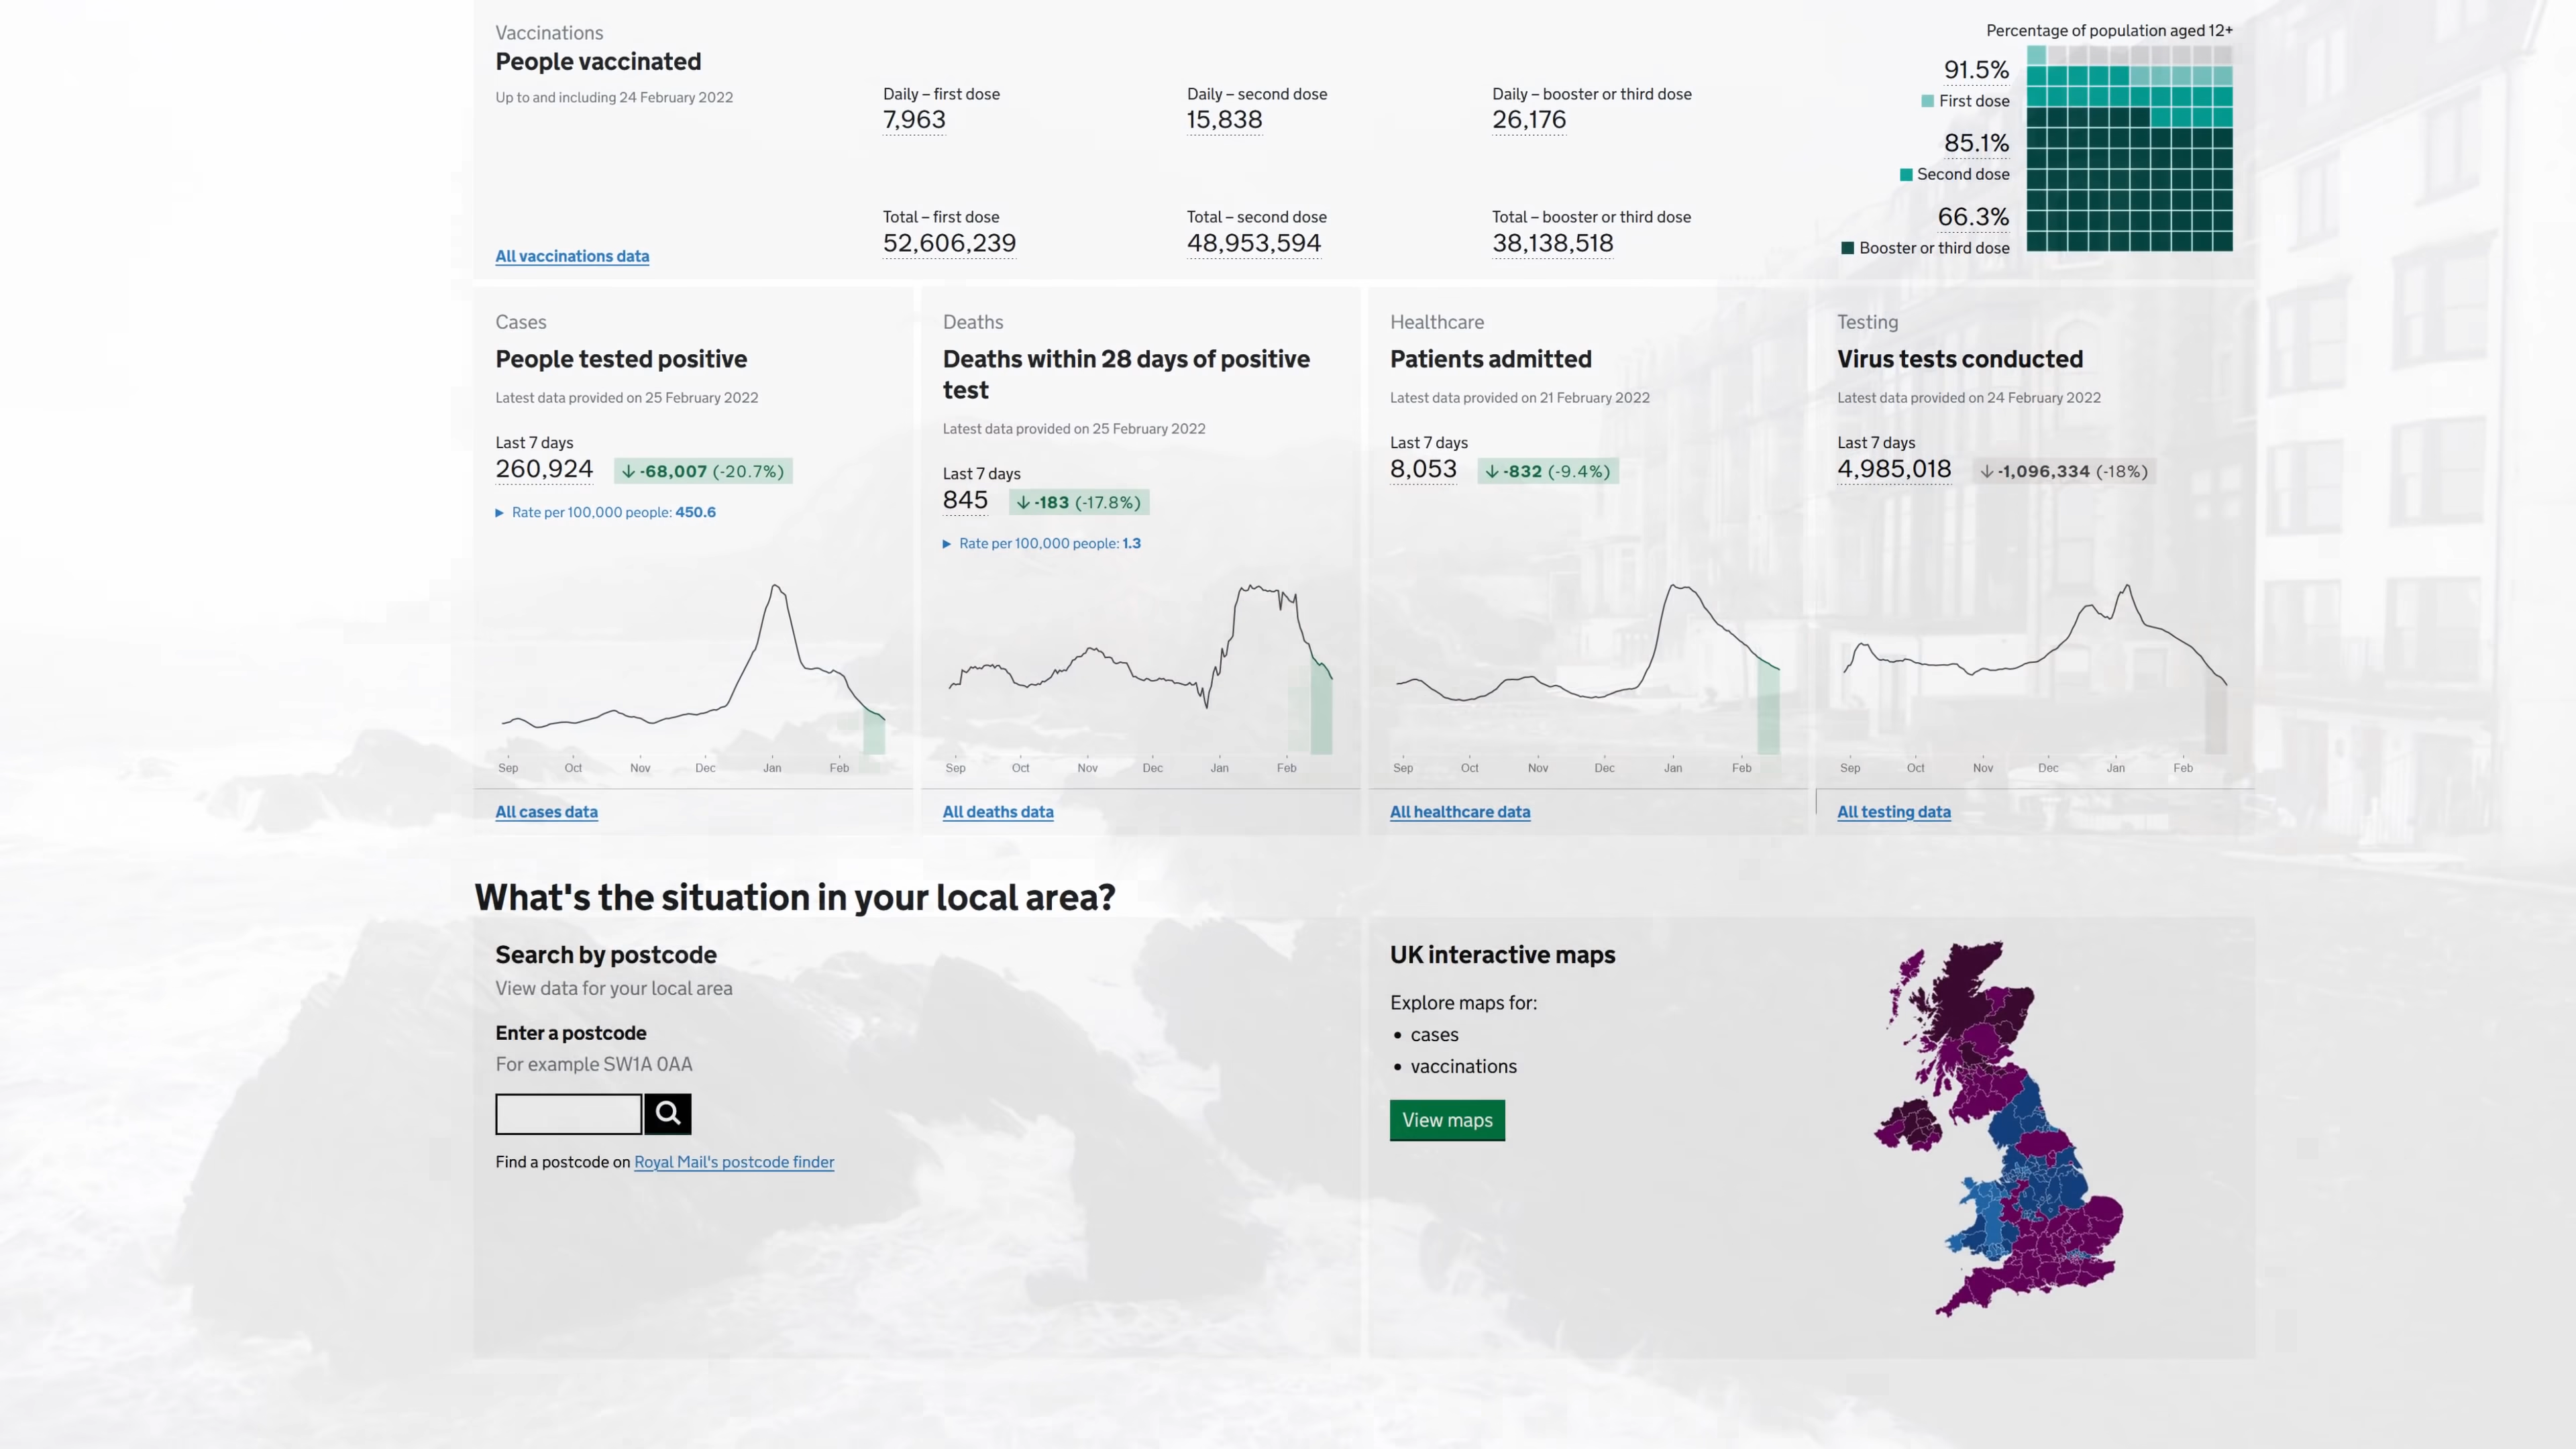 Vaccinations
People vaccinated
Up to and including 24 February 2022
All vaccinations data
Daily – first dose
7,963
Total – first dose
52,606,239
Daily – second dose
15,838
Total – second dose
48,953,594
Daily – booster or third dose
26,176
Total – booster or third dose
38,138,518
Percentage of population aged 12+
91.5%
First dose
85.1%
Second dose
66.3%
Booster or third dose
Cases
People tested positive
Latest data provided on 25 February 2022
Last 7 days
260,924 ↓ -68,007 (-20.7%)
► Rate per 100,000 people: 450.6
Sep Oct Nov Dec Jan Feb
All cases data
Deaths
Deaths within 28 days of positive
test
Latest data provided on 25 February 2022
Last 7 days
845 ↓ -183 (-17.8%)
► Rate per 100,000 people: 1.3
Sep Oct Nov Dec Jan Feb
All deaths data
Healthcare
Patients admitted
Latest data provided on 21 February 2022
Last 7 days
8,053 ↓ -832 (-9.4%)
Sep Oct Nov Dec Jan Feb
All healthcare data
Testing
Virus tests conducted
Latest data provided on 24 February 2022
Last 7 days
4,985,018 ↓ -1,096,334 (-18%)
Sep Oct Nov Dec Jan Feb
All testing data
What's the situation in your local area?
Search by postcode
View data for your local area
Enter a postcode
For example SW1A 0AA
Find a postcode on Royal Mail's postcode finder
UK interactive maps
Explore maps for:
• cases
• vaccinations
View maps